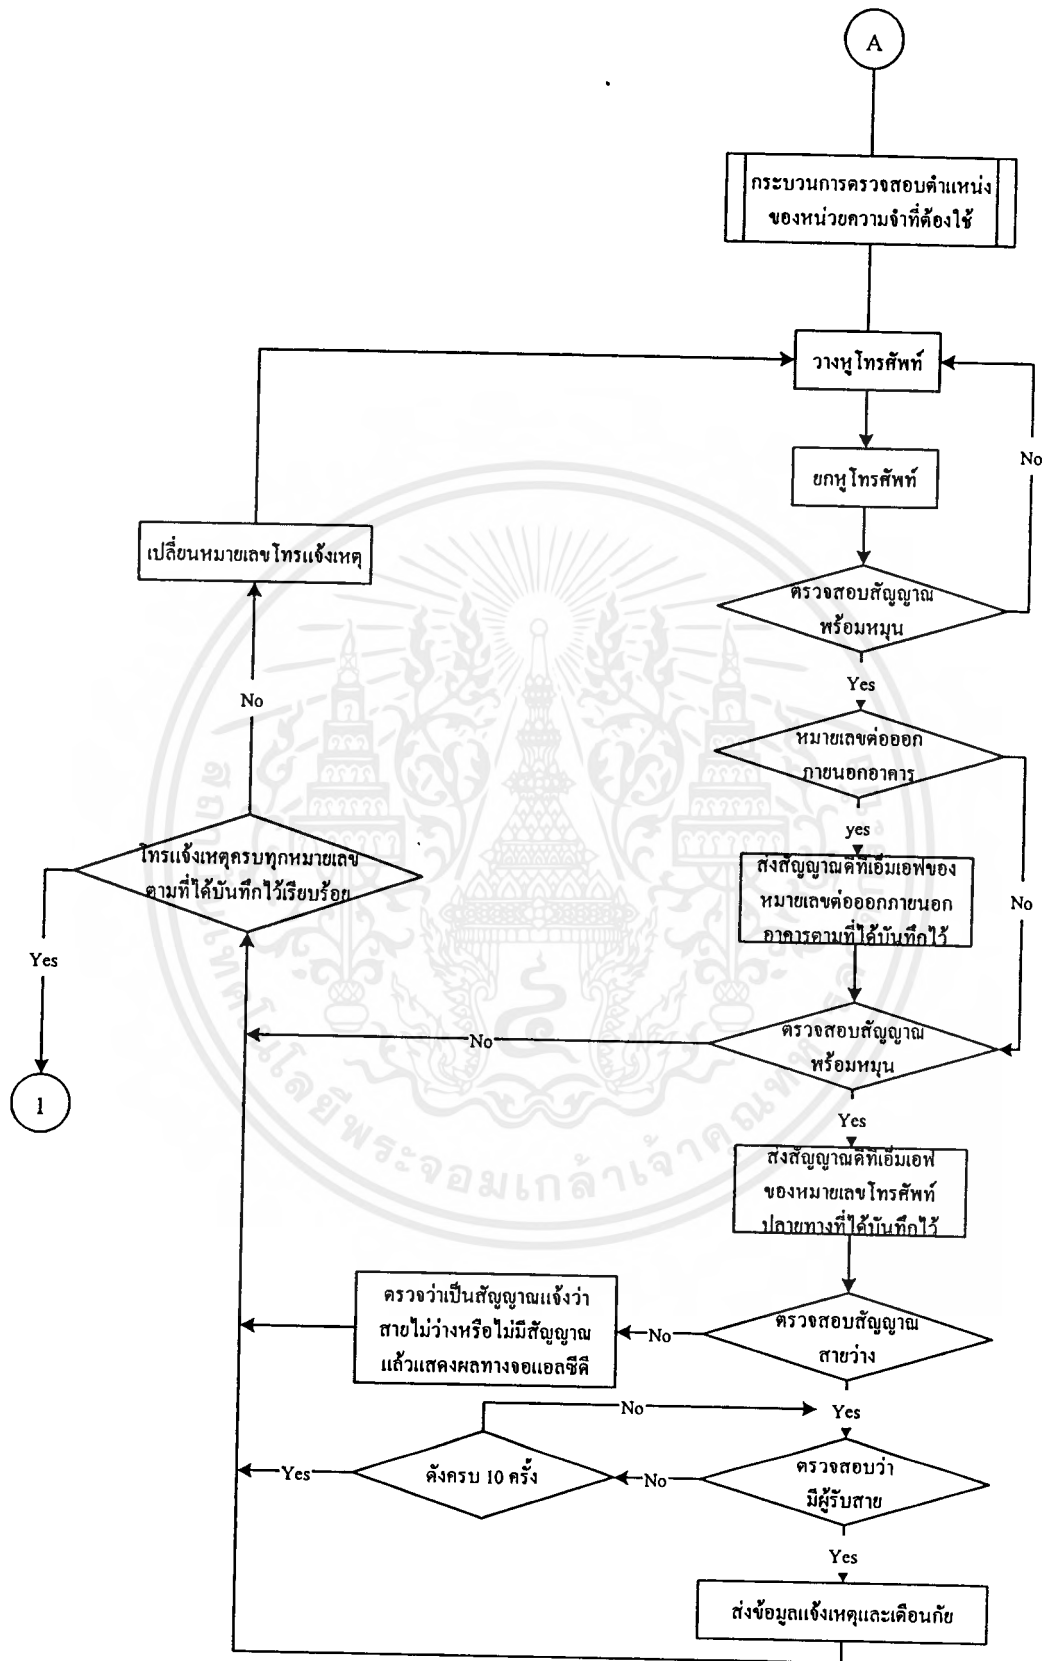 A
กระบวนการตรวจสอบตำแหน่ง
ของหน่วยความจำที่ต้องใช้
วางหูโทรศัพท์
No
ยกหูโทรศัพท์
เปลี่ยนหมายเลขโทรแจ้งเหตุ
ตรวจสอบสัญญาณ
พร้อมหมุน
Yes
No
หมายเลขต่อออก
ภายนอกอาคาร
yes
โทรแจ้งเหตุครบทุกหมายเลข
ตามที่ได้บันทึกไว้เรียบร้อย
ส่งสัญญาณดีทีเอ็มเอฟของ
หมายเลขต่อออกภายนอก
อาคารตามที่ได้บันทึกไว้
No
Yes
ตรวจสอบสัญญาณ
พร้อมหมุน
No
1
Yes
ส่งสัญญาณดีทีเอ็มเอฟ
ของหมายเลขโทรศัพท์
ปลายทางที่ได้บันทึกไว้
ตรวจว่าเป็นสัญญาณแจ้งว่า
สายไม่ว่างหรือไม่มีสัญญาณ
แล้วแสดงผลทางจอแอลซีดี
No
ตรวจสอบสัญญาณ
สายว่าง
No
Yes
Yes
ดังครบ 10 ครั้ง
No
ตรวจสอบว่า
มีผู้รับสาย
Yes
ส่งข้อมูลแจ้งเหตุและเตือนภัย
พระจอมเกล้าเจ้าคุณทหาร